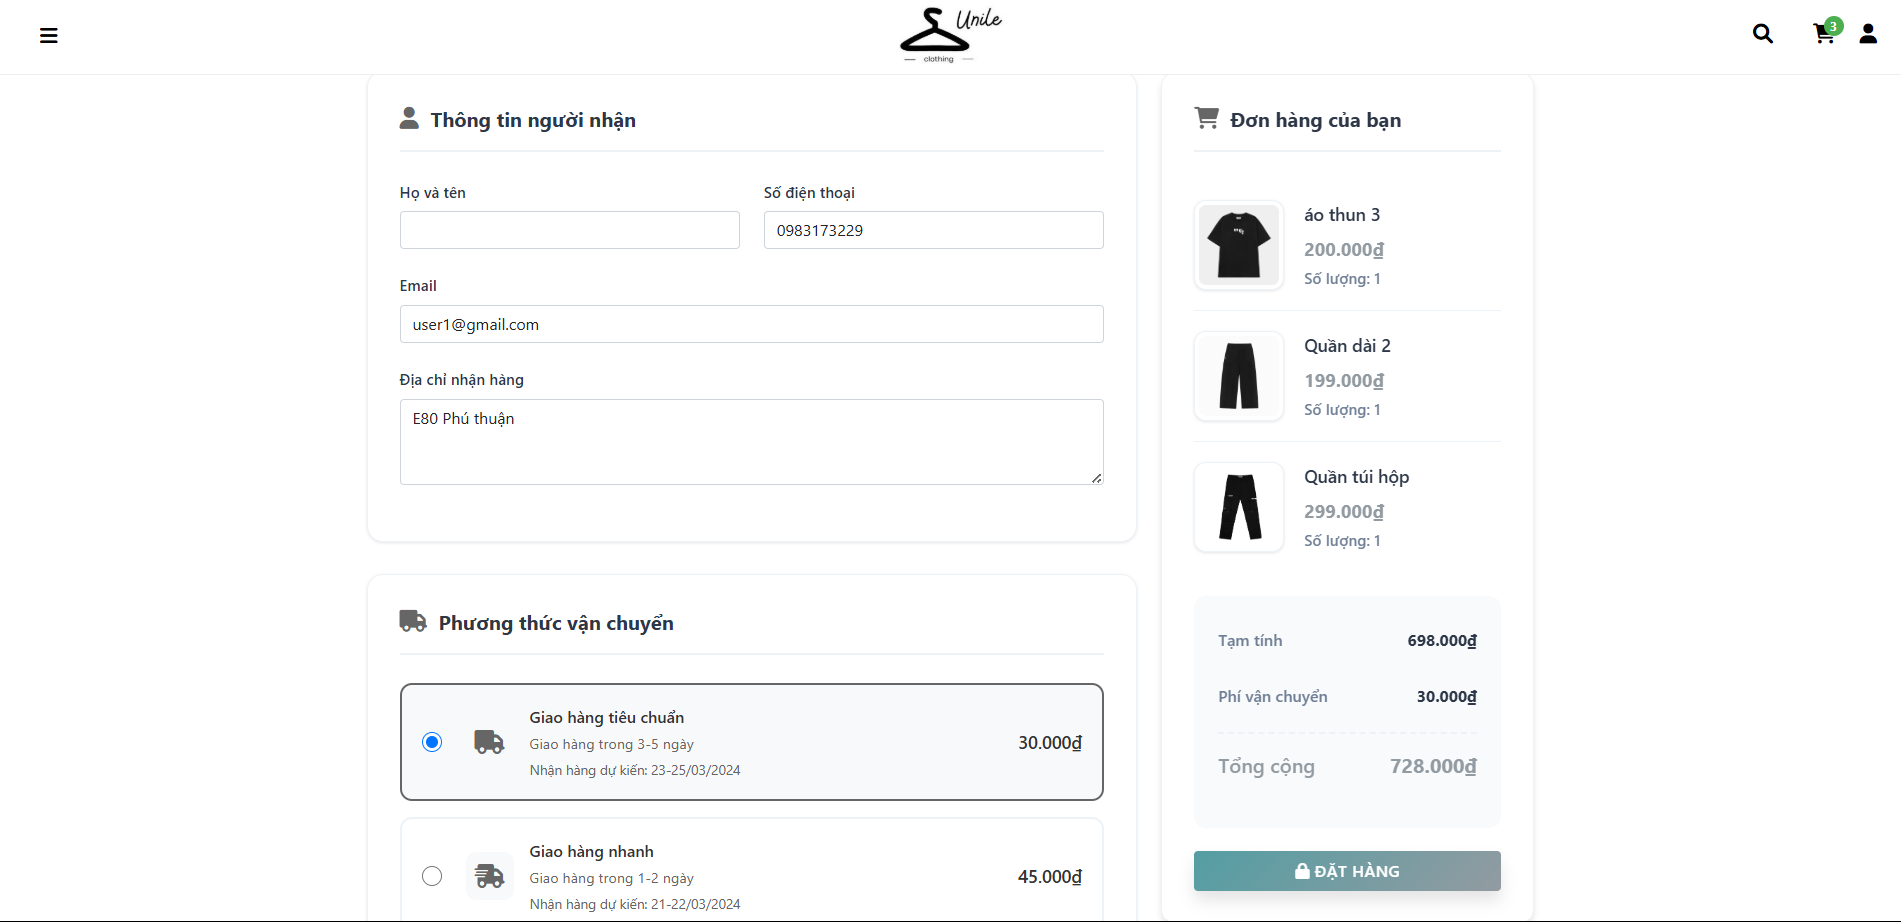 Unile
clothing
3
Thông tin người nhận
Họ và tên
Số điện thoại
0983173229
Email
user1@gmail.com
Địa chỉ nhận hàng
E80 Phú thuận
Phương thức vận chuyển
Giao hàng tiêu chuẩn
Giao hàng trong 3-5 ngày
Nhận hàng dự kiến: 23-25/03/2024
30.000₫
Giao hàng nhanh
Giao hàng trong 1-2 ngày
Nhận hàng dự kiến: 21-22/03/2024
45.000₫
Đơn hàng của bạn
áo thun 3
200.000₫
Số lượng: 1
Quần dài 2
199.000₫
Số lượng: 1
Quần túi hộp
299.000₫
Số lượng: 1
Tạm tính 698.000₫
Phí vận chuyển 30.000₫
Tổng cộng 728.000₫
ĐẶT HÀNG